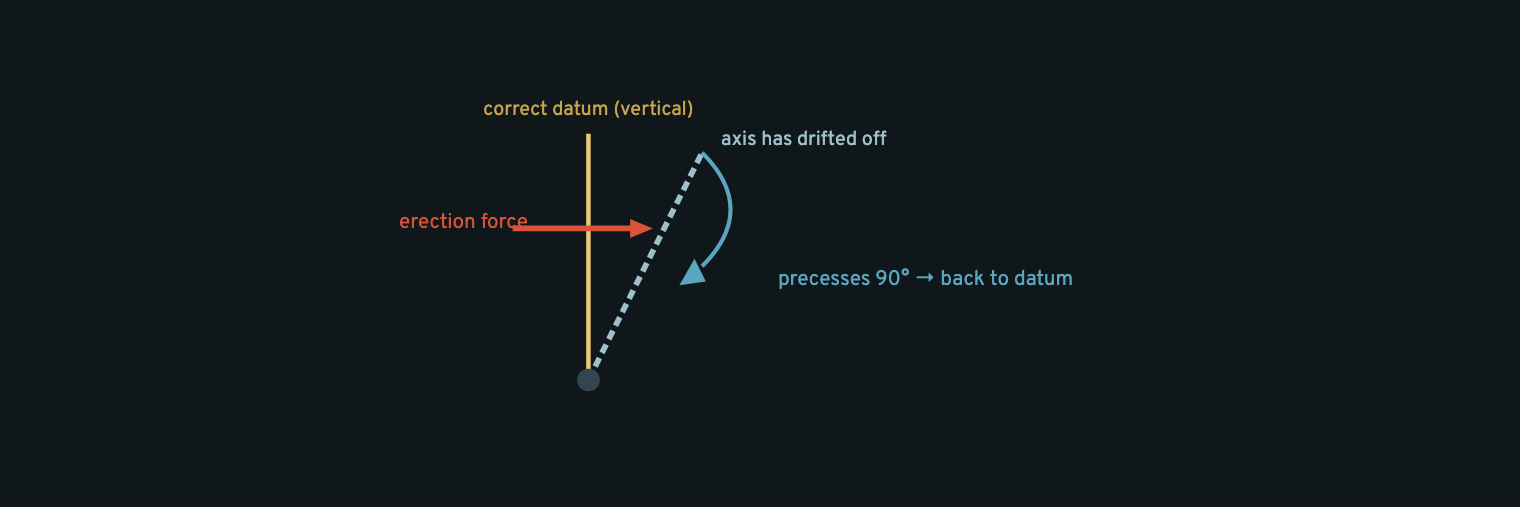 correct datum (vertical)
axis has drifted off
erection force
precesses 90° → back to datum